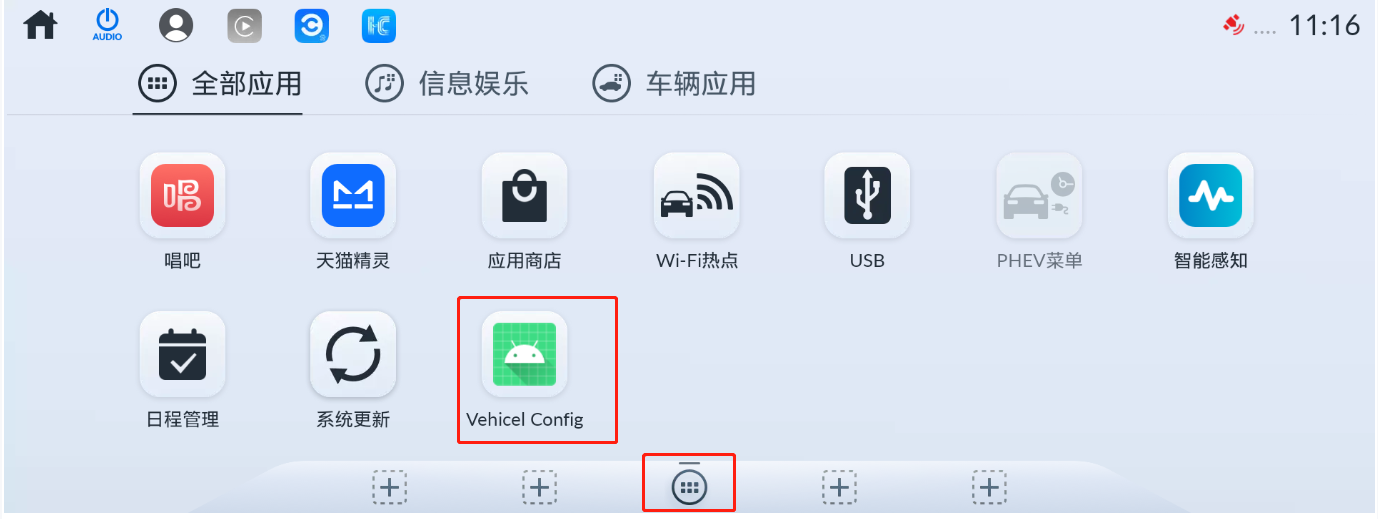 AUDIO
11:16
全部应用
信息娱乐
车辆应用
唱吧
天猫精灵
应用商店
Wi-Fi热点
USB
PHEV菜单
智能感知
日程管理
系统更新
Vehicel Config